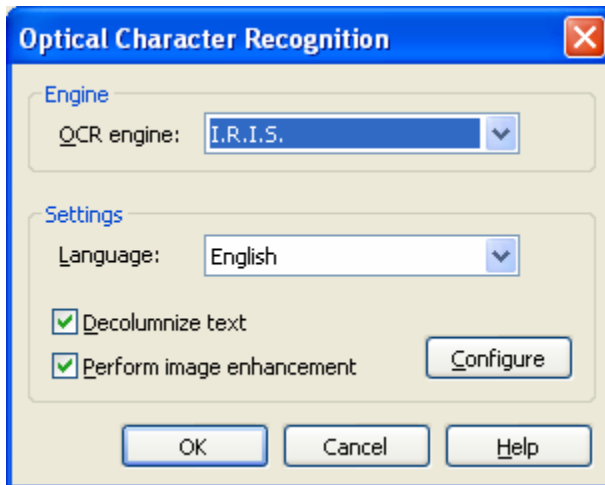 Optical Character Recognition
Engine
OCR engine: I.R.I.S.
Settings
Language: English
Decolumnize text
Perform image enhancement
Configure
OK Cancel Help